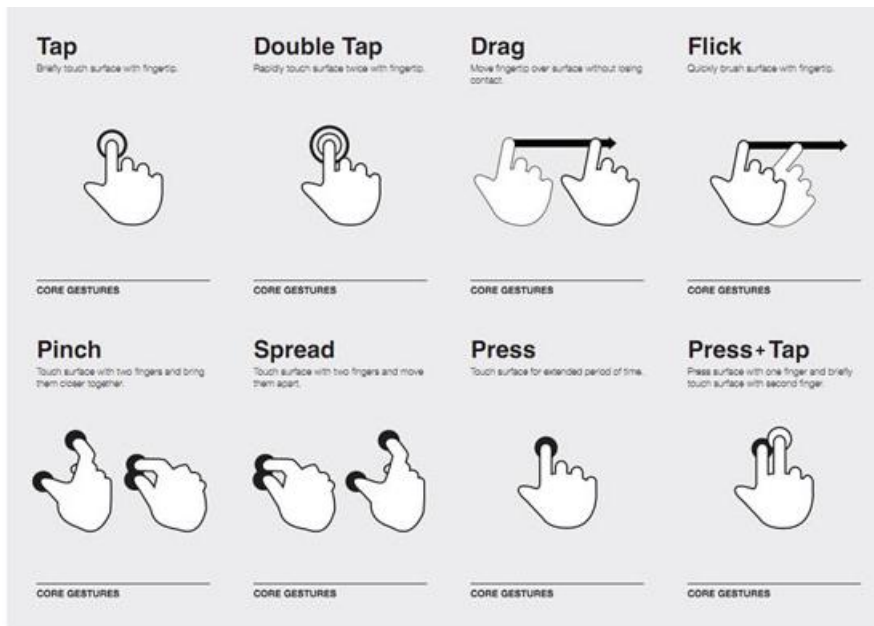 Tap
Briefly touch surface with fingertip.
Double Tap
Rapidly touch surface twice with fingertip.
Drag
Move fingertip over surface without losing
contact.
Flick
Quickly brush surface with fingertip.
CORE GESTURES
CORE GESTURES
CORE GESTURES
CORE GESTURES
Pinch
Touch surface with two fingers and bring
them closer together.
Spread
Touch surface with two fingers and move
them apart.
Press
Touch surface for extended period of time.
Press+Tap
Press surface with one finger and briefly
touch surface with second finger.
CORE GESTURES
CORE GESTURES
CORE GESTURES
CORE GESTURES